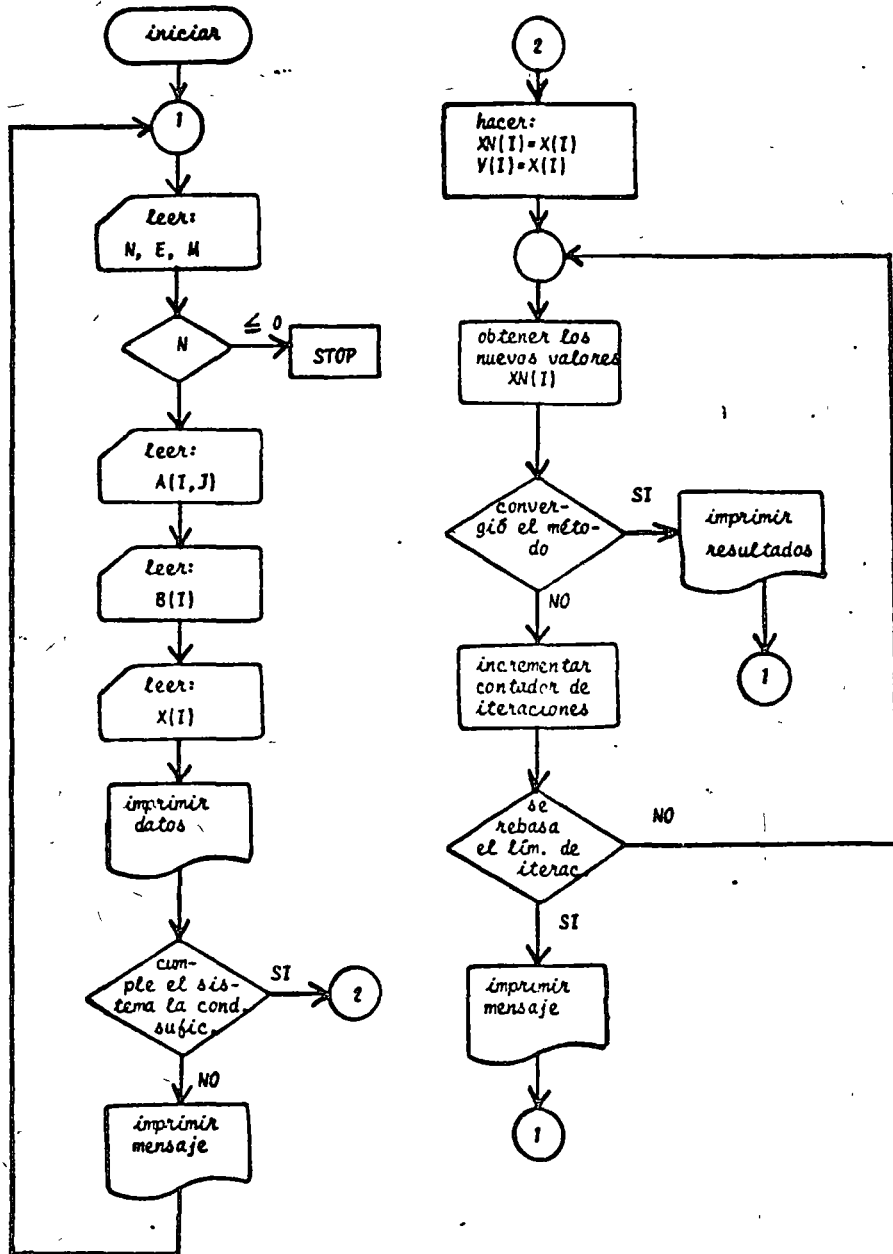 iniciar
1
leer:
N, E, M
N
≤ 0
STOP
leer:
A(I,J)
leer:
B(I)
leer:
X(I)
imprimir
datos
cum-
ple el sis-
tema la cond.
sufic.
SI
2
NO
imprimir
mensaje
2
hacer:
XN(I)=X(I)
Y(I)=X(I)
obtener los
nuevos valores
XN(I)
conver-
gió el méto-
do
SI
imprimir
resultados
1
NO
incrementar
contador de
iteraciones
se
rebasa
el lím. de
iterac.
NO
SI
imprimir
mensaje
1